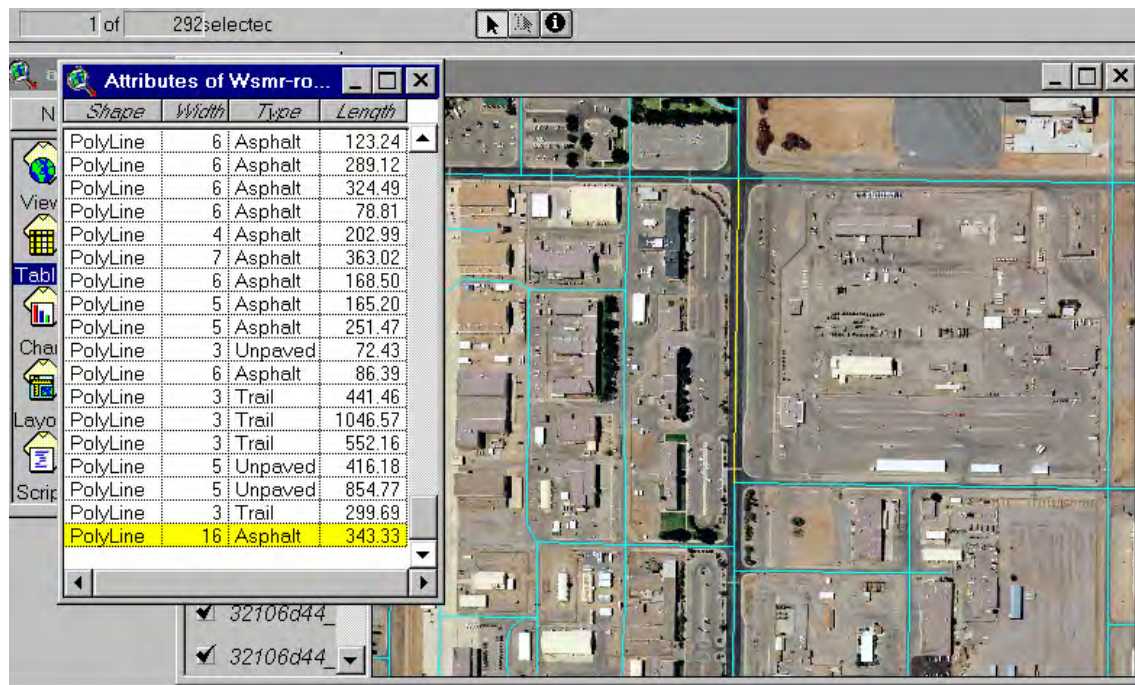 1 of 292 selectec
Attributes of Wsmr-ro...
N Shape Width Type Length
PolyLine 6 Asphalt 123.24
PolyLine 6 Asphalt 289.12
PolyLine 6 Asphalt 324.49
View PolyLine 6 Asphalt 78.81
PolyLine 4 Asphalt 202.99
PolyLine 7 Asphalt 363.02
Tabl PolyLine 6 Asphalt 168.50
PolyLine 5 Asphalt 165.20
PolyLine 5 Asphalt 251.47
Char PolyLine 3 Unpaved 72.43
PolyLine 6 Asphalt 86.39
PolyLine 3 Trail 441.46
Layo PolyLine 3 Trail 1046.57
PolyLine 3 Trail 552.16
PolyLine 5 Unpaved 416.18
Scrip PolyLine 5 Unpaved 854.77
PolyLine 3 Trail 299.69
PolyLine 16 Asphalt 343.33
32106d44_
32106d44_